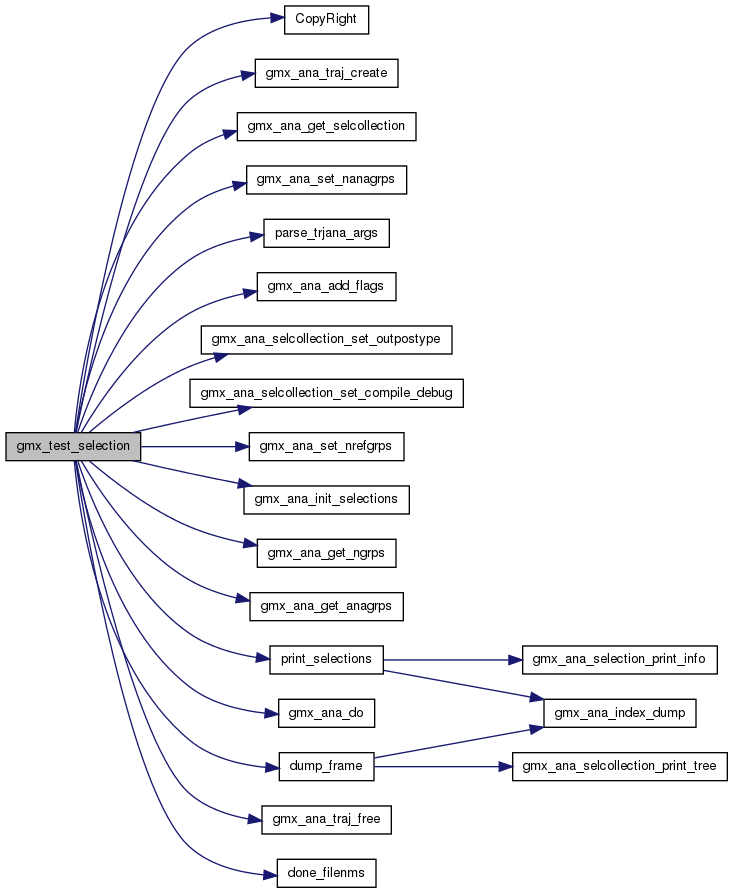 CopyRight
gmx_ana_traj_create
gmx_ana_get_selcollection
gmx_ana_set_nanagrps
parse_trjana_args
gmx_ana_add_flags
gmx_ana_selcollection_set_outpostype
gmx_ana_selcollection_set_compile_debug
gmx_test_selection
gmx_ana_set_nrefgrps
gmx_ana_init_selections
gmx_ana_get_ngrps
gmx_ana_get_anagrps
print_selections
gmx_ana_selection_print_info
gmx_ana_do
gmx_ana_index_dump
dump_frame
gmx_ana_selcollection_print_tree
gmx_ana_traj_free
done_filenms